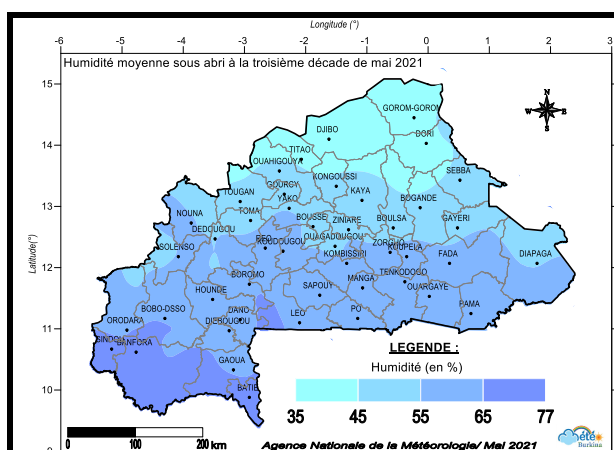 Longitude (°)
-6 -5 -4 -3 -2 -1 0 1 2 3
Humidité moyenne sous abri à la troisième décade de mai 2021
15
14
13
12
11
10
Latitude(°)
N
W E
S
GOROM-GOROM
DJIBO
DORI
TITAO
OUAHIGOUYA
KONGOUSSI
SEBBA
GOURCY
KAYA
TOUGAN
YAKO
BOGANDE
NOUNA
TOMA
BOUSSE
ZINIARE
BOULSA
GAYERI
DEDOUGOU
OUAGADOUGOU
SOLENSO
REO
KOUDOUGOU
ZORGHO
KOUPELA
KOMBISSIRI
FADA
DIAPAGA
BOROMO
MANGA
TENKODOGO
HOUNDE
SAPOUY
OUARGAYE
BOBO-DSSO
DANO
LEO
PO
PAMA
ORODARA
DIEBOUGOU
SINDOU
BANFORA
GAOUA
BATIE
LEGENDE :
Humidité (en %)
35 45 55 65 77
0 100 200 km
Agence Nationale de la Météorologie/ Mai 2021
Météo
Burkina